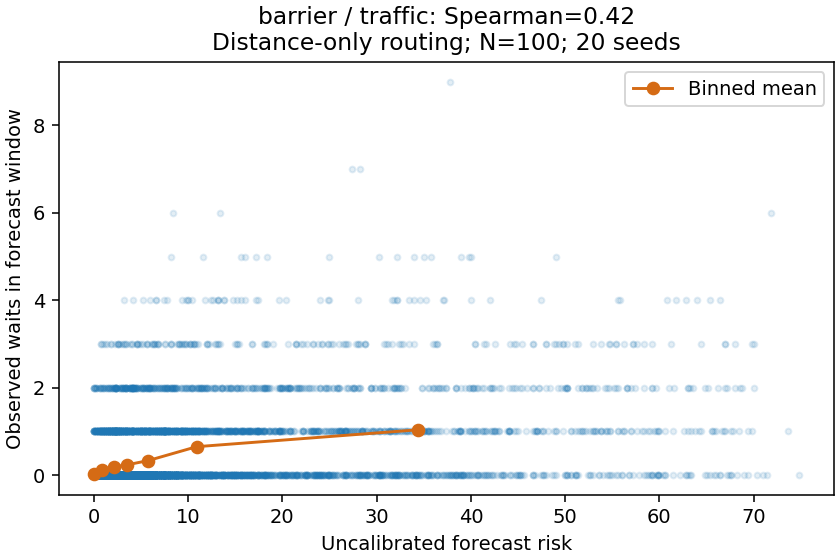 barrier / traffic: Spearman=0.42
Distance-only routing; N=100; 20 seeds
Binned mean
Observed waits in forecast window
8
6
4
2
0
0 10 20 30 40 50 60 70
Uncalibrated forecast risk